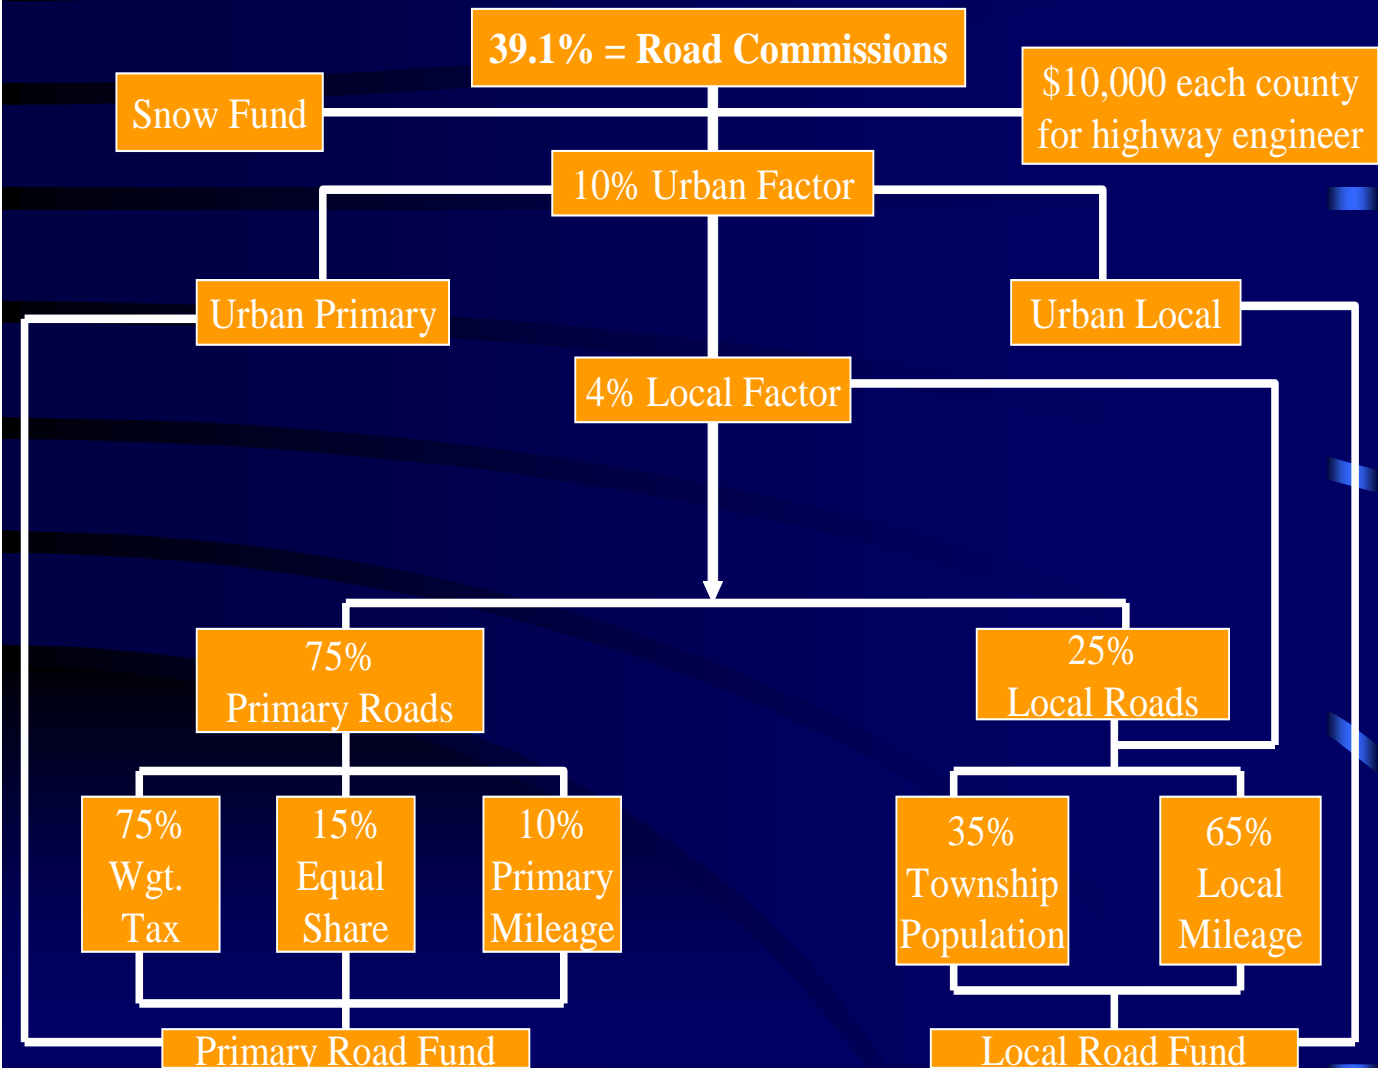 39.1% = Road Commissions
Snow Fund
$10,000 each county
for highway engineer
10% Urban Factor
Urban Primary
Urban Local
4% Local Factor
75%
Primary Roads
25%
Local Roads
75%
Wgt.
Tax
15%
Equal
Share
10%
Primary
Mileage
35%
Township
Population
65%
Local
Mileage
Primary Road Fund
Local Road Fund